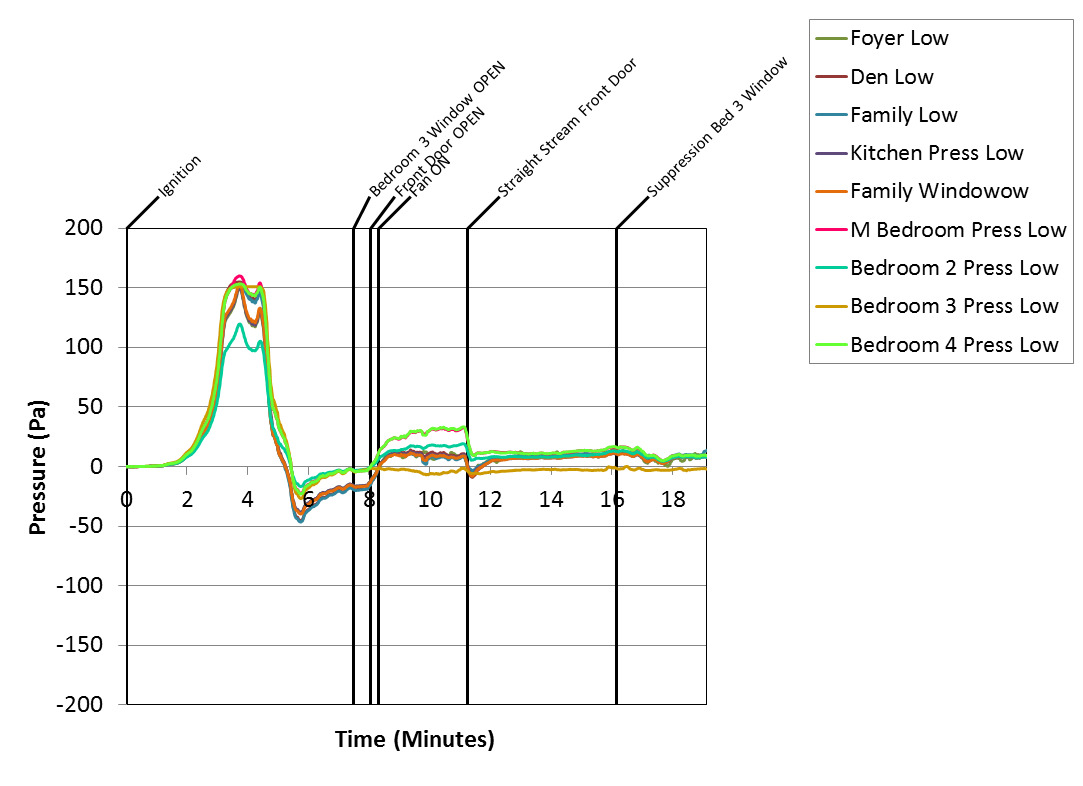 Foyer Low
Den Low
Family Low
Kitchen Press Low
Family Windowow
M Bedroom Press Low
Bedroom 2 Press Low
Bedroom 3 Press Low
Bedroom 4 Press Low
Ignition
Bedroom 3 Window OPEN
Front Door OPEN
Fan ON
Straight Stream Front Door
Suppression Bed 3 Window
200
150
100
50
0
-50
-100
-150
-200
0 2 4 6 8 10 12 14 16 18
Pressure (Pa)
Time (Minutes)